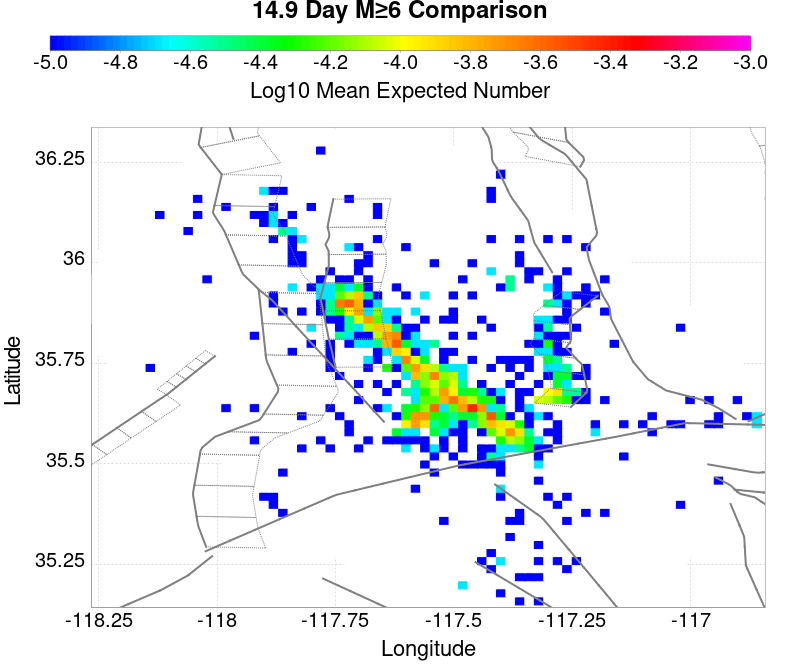 14.9 Day M≥6 Comparison
-5.0 -4.8 -4.6 -4.4 -4.2 -4.0 -3.8 -3.6 -3.4 -3.2 -3.0
Log10 Mean Expected Number
36.25
36
35.75
35.5
35.25
Latitude
-118.25 -118 -117.75 -117.5 -117.25 -117
Longitude